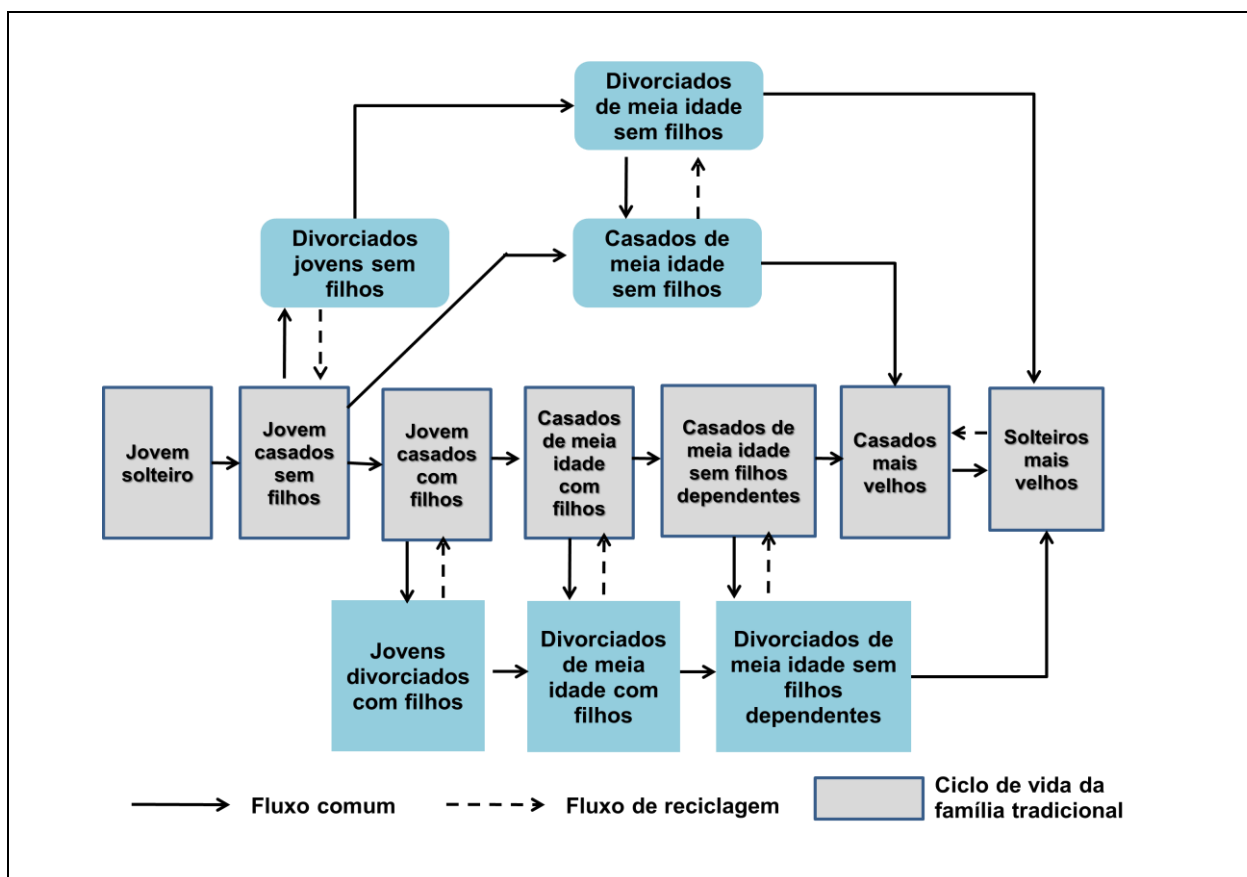 Divorciados
de meia idade
sem filhos
Divorciados
jovens sem
filhos
Casados de
meia idade
sem filhos
Jovem
solteiro
Jovem
casados
sem
filhos
Jovem
casados
com
filhos
Casados
de meia
idade
com
filhos
Casados de
meia idade
sem filhos
dependentes
Casados
mais
velhos
Solteiros
mais
velhos
Jovens
divorciados
com filhos
Divorciados
de meia
idade com
filhos
Divorciados de
meia idade sem
filhos
dependentes
Fluxo comum
Fluxo de reciclagem
Ciclo de vida da
família tradicional